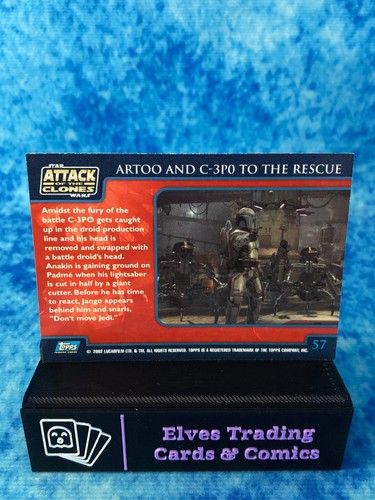 STAR
ATTACK
OF THE
CLONES
WARS
ARTOO AND C-3PO TO THE RESCUE
Amidst the fury of the
battle C-3PO gets caught
up in the droid production
line and his head is
removed and swapped with
a battle droid's head.
Anakin is gaining ground on
Padmé when his lightsaber
is cut in half by a giant
cutter. Before he has time
to react, Jango appears
behind him and snarls,
"Don't move Jedi."
TOPPS
© 2002 LUCASFILM LTD. & TM. ALL RIGHTS RESERVED. TOPPS IS A REGISTERED TRADEMARK OF THE TOPPS COMPANY, INC.
57
Elves Trading
Cards & Comics